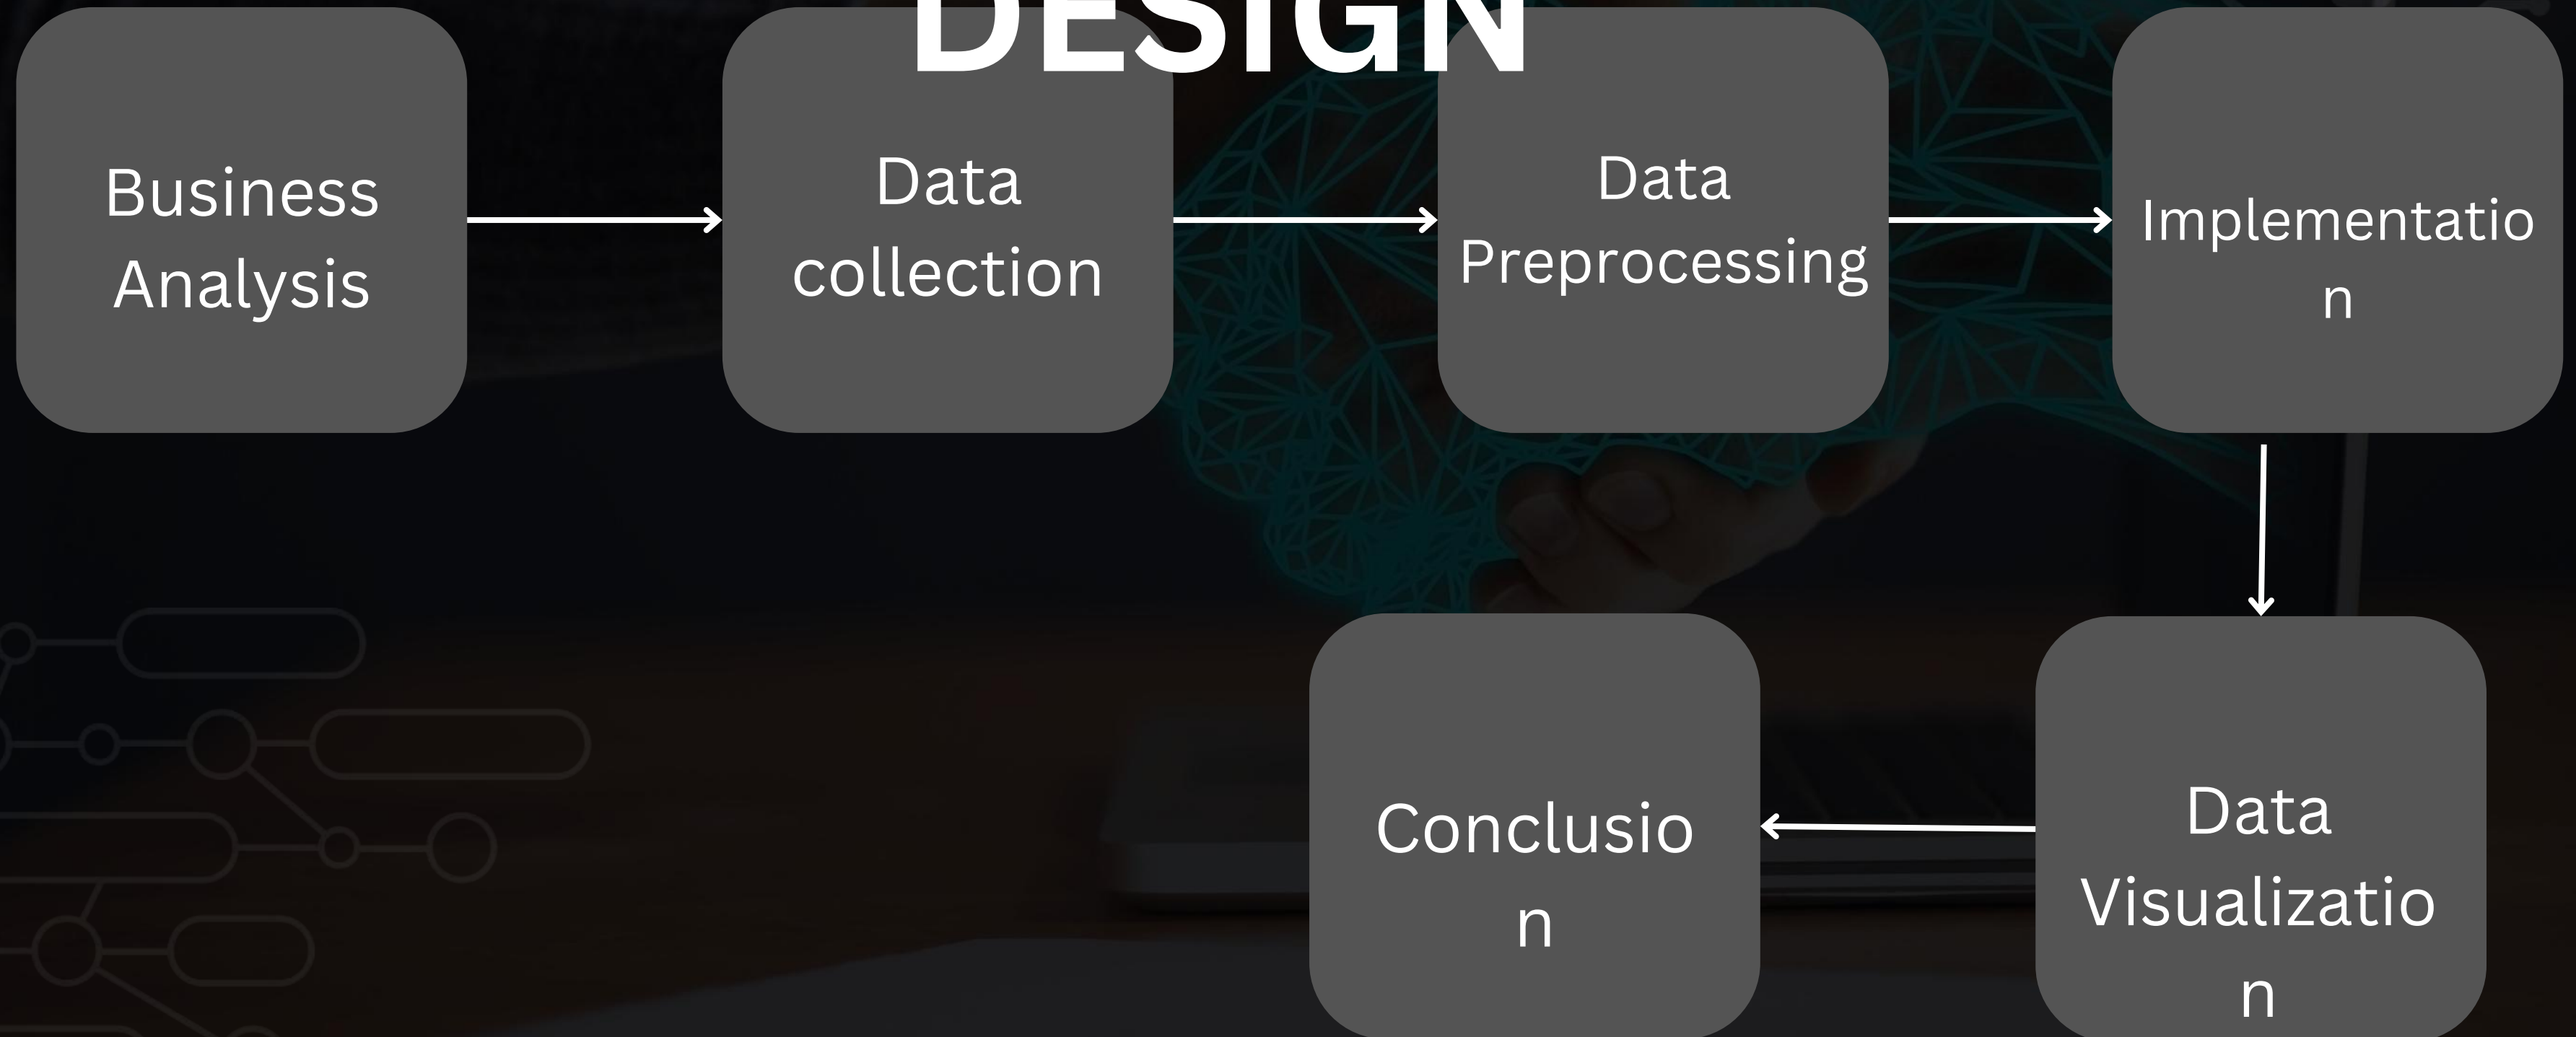 DESIGN
Business
Analysis
Data
collection
Data
Preprocessing
Implementatio
n
Conclusio
n
Data
Visualizatio
n